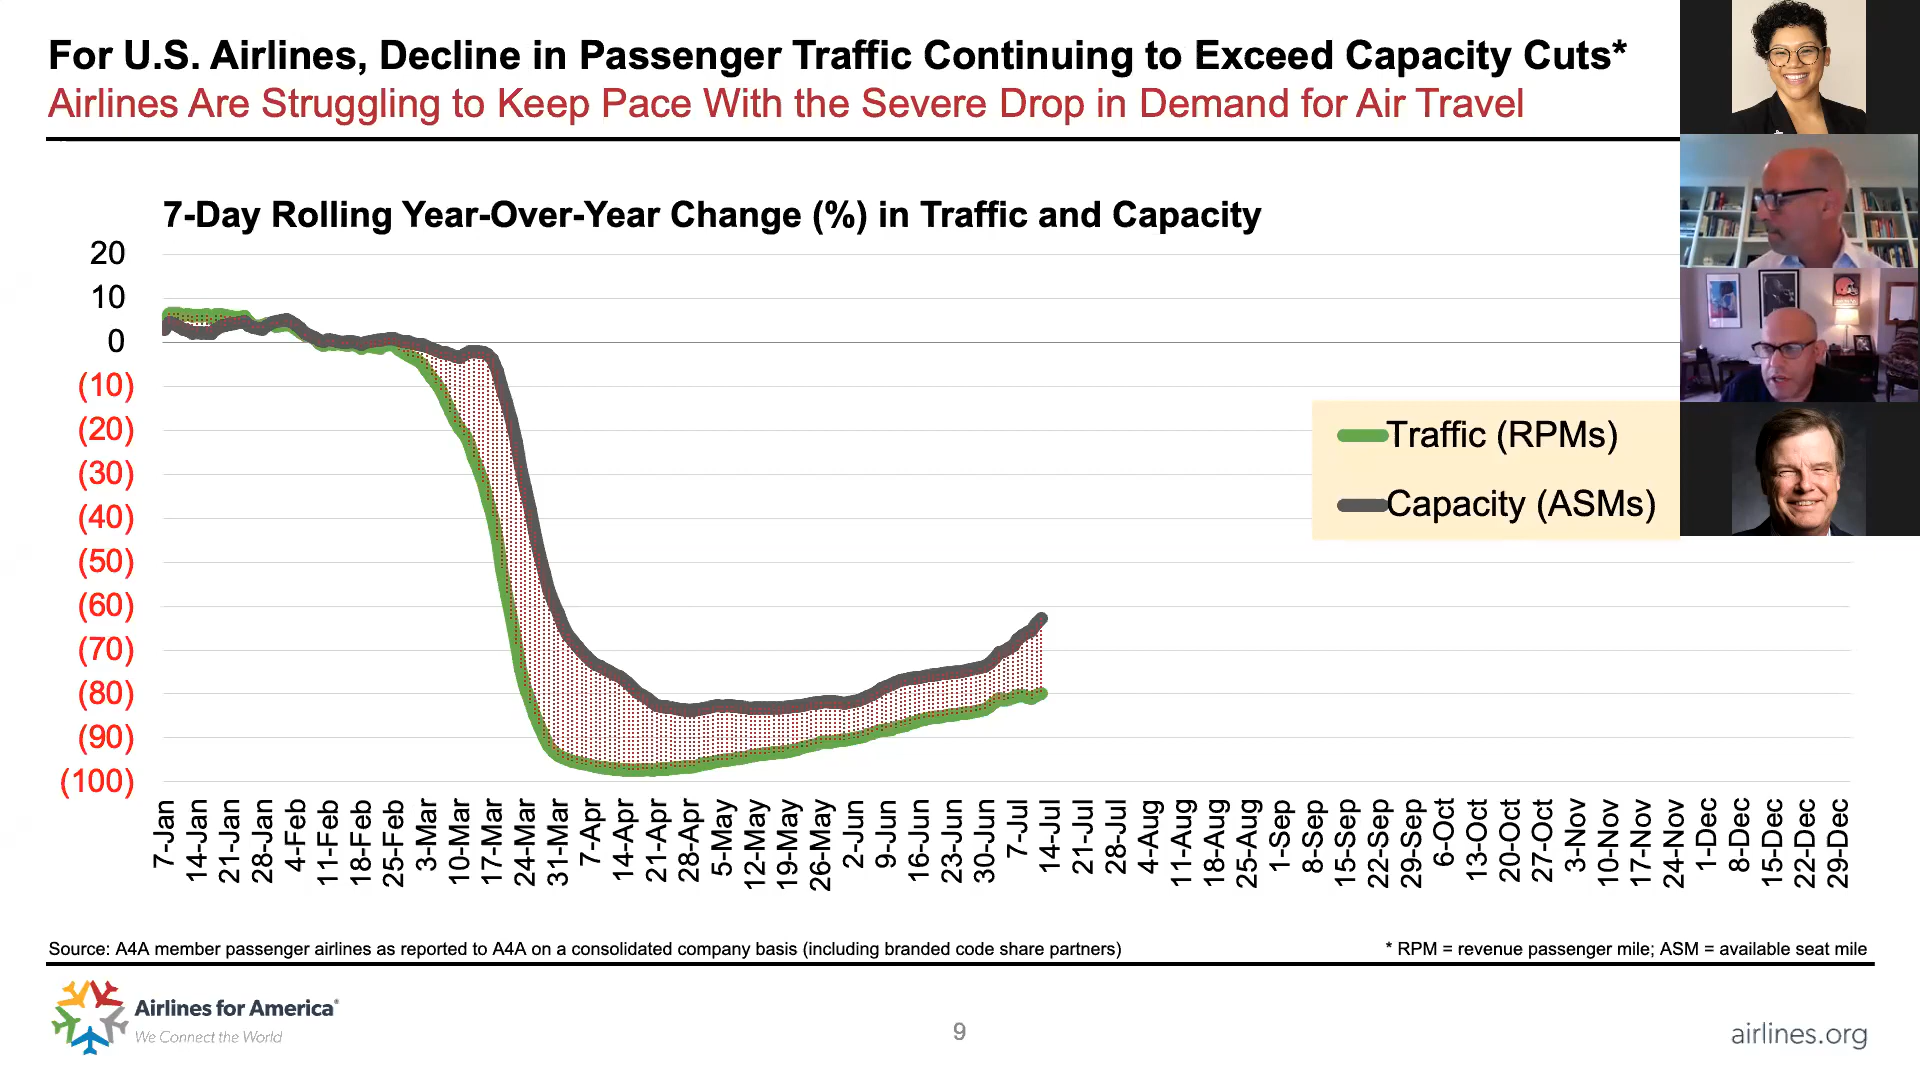 For U.S. Airlines, Decline in Passenger Traffic Continuing to Exceed Capacity Cuts*
Airlines Are Struggling to Keep Pace With the Severe Drop in Demand for Air Travel
7-Day Rolling Year-Over-Year Change (%) in Traffic and Capacity
20
10
0
(10)
(20)
(30)
(40)
(50)
(60)
(70)
(80)
(90)
(100)
Traffic (RPMs)
Capacity (ASMs)
7-Jan
14-Jan
21-Jan
28-Jan
4-Feb
11-Feb
18-Feb
25-Feb
3-Mar
10-Mar
17-Mar
24-Mar
31-Mar
7-Apr
14-Apr
21-Apr
28-Apr
5-May
12-May
19-May
26-May
2-Jun
9-Jun
16-Jun
23-Jun
30-Jun
7-Jul
14-Jul
21-Jul
28-Jul
4-Aug
11-Aug
18-Aug
25-Aug
1-Sep
8-Sep
15-Sep
22-Sep
29-Sep
6-Oct
13-Oct
20-Oct
27-Oct
3-Nov
10-Nov
17-Nov
24-Nov
1-Dec
8-Dec
15-Dec
22-Dec
29-Dec
Source: A4A member passenger airlines as reported to A4A on a consolidated company basis (including branded code share partners)
* RPM = revenue passenger mile; ASM = available seat mile
Airlines for America®
We Connect the World
9
airlines.org